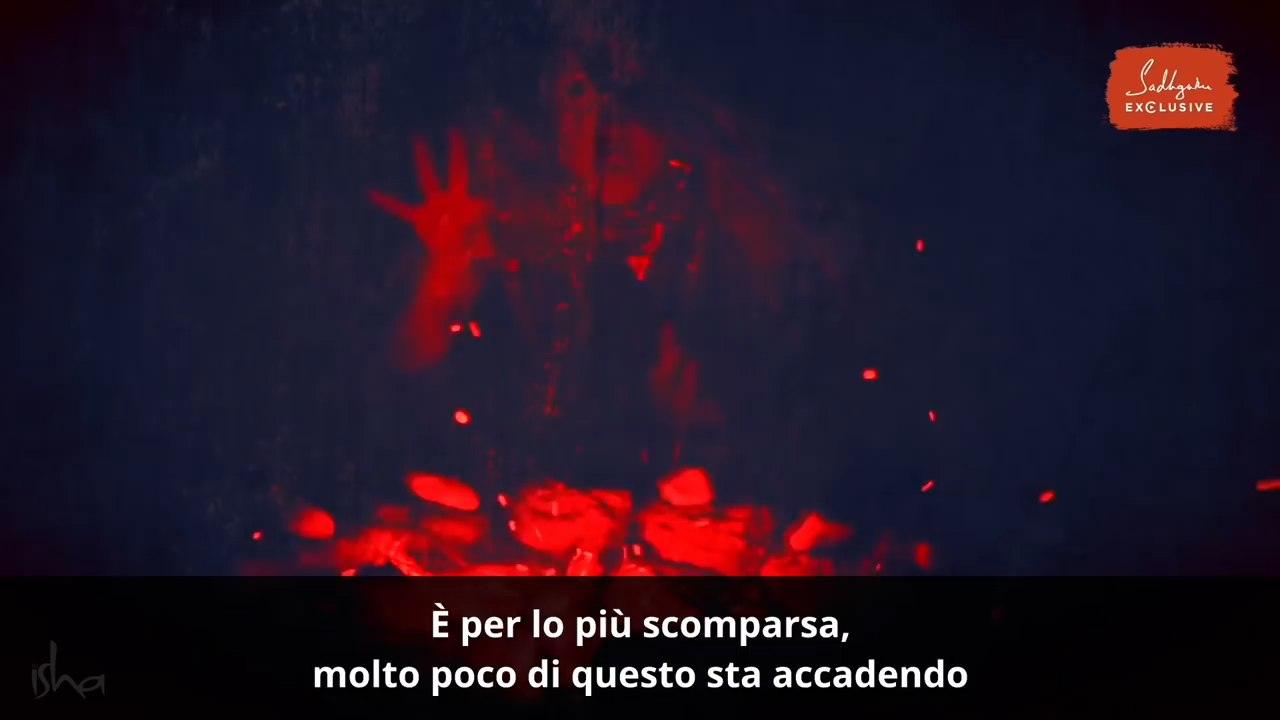 Sadhguru
EXCLUSIVE
È per lo più scomparsa,
molto poco di questo sta accadendo
isha